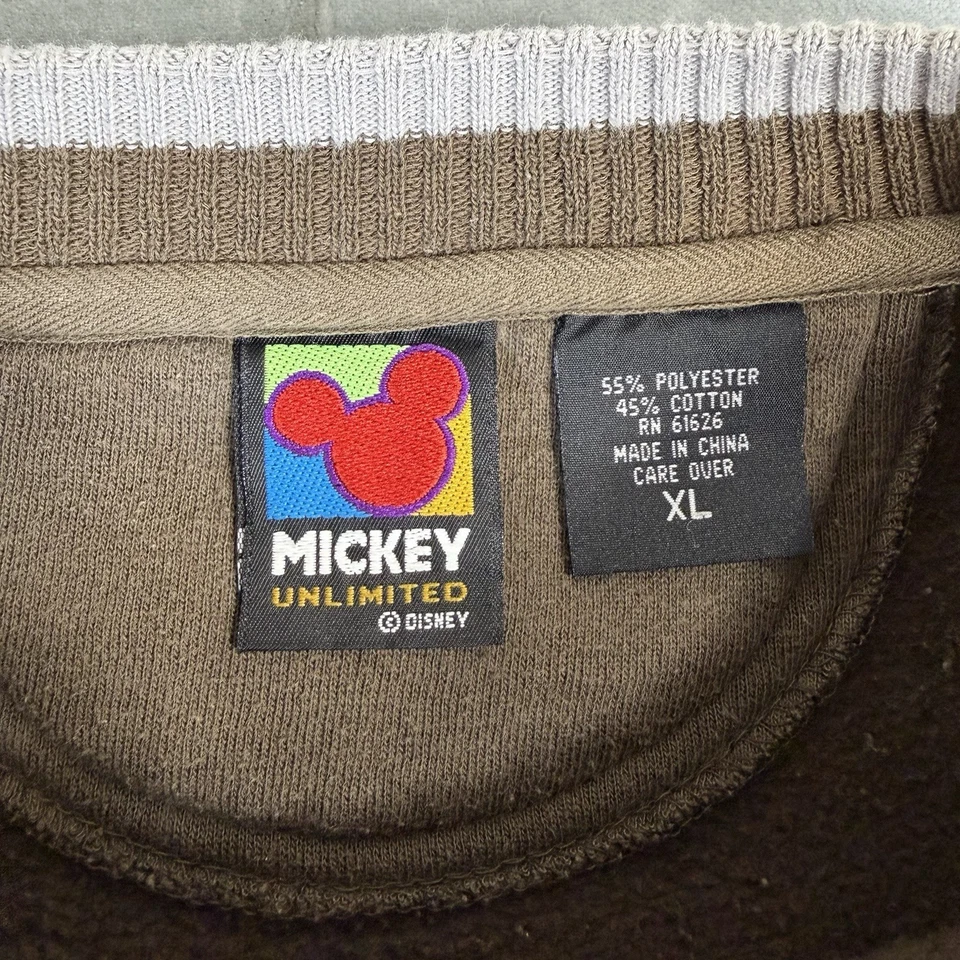 MICKEY
UNLIMITED
© DISNEY
55% POLYESTER
45% COTTON
RN 61626
MADE IN CHINA
CARE OVER
XL